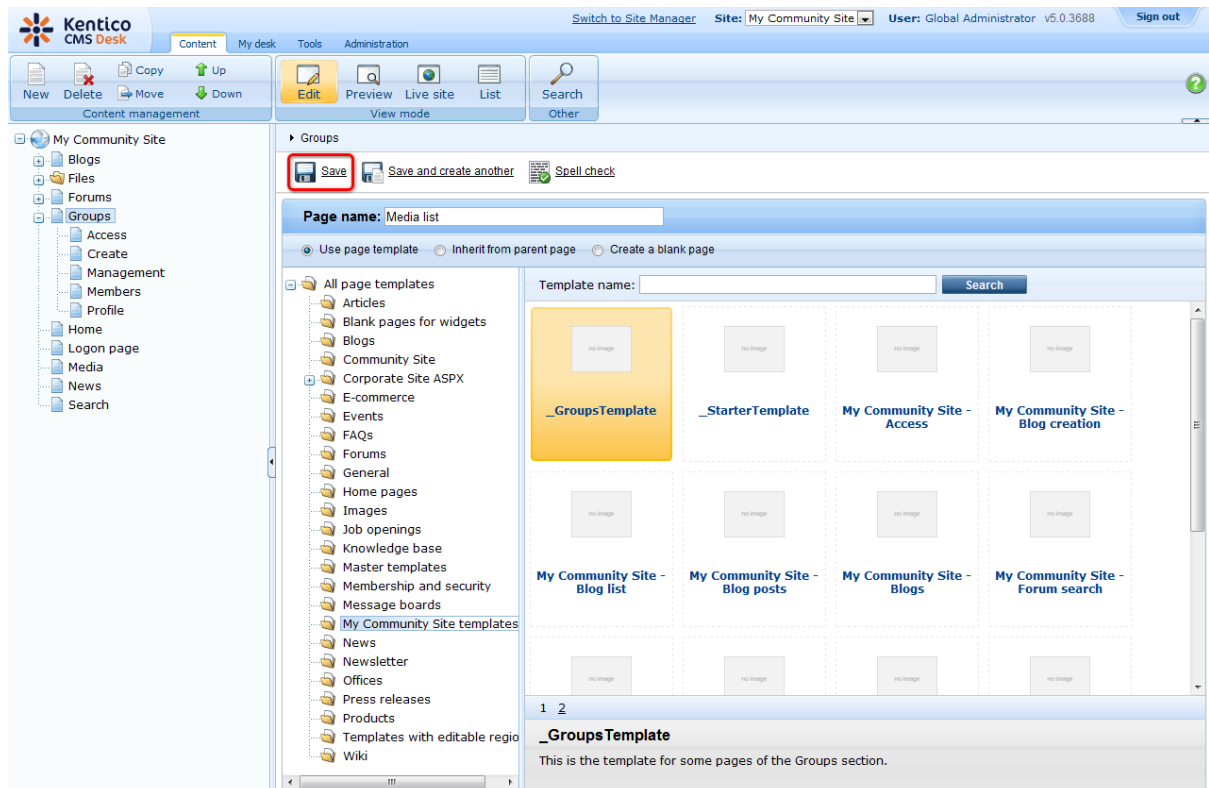 Kentico
CMS Desk
Switch to Site Manager Site: My Community Site User: Global Administrator v5.0.3688 Sign out
Content My desk Tools Administration
Copy Up
New Delete Move Down Edit Preview Live site List Search
Content management View mode Other
My Community Site
Blogs
Files
Forums
Groups
Access
Create
Management
Members
Profile
Home
Logon page
Media
News
Search
Groups
Save Save and create another Spell check
Page name: Media list
Use page template Inherit from parent page Create a blank page
All page templates
Articles
Blank pages for widgets
Blogs
Community Site
Corporate Site ASPX
E-commerce
Events
FAQs
Forums
General
Home pages
Images
Job openings
Knowledge base
Master templates
Membership and security
Message boards
My Community Site templates
News
Newsletter
Offices
Press releases
Products
Templates with editable regio
Wiki
Template name: Search
no image no image no image no image
_GroupsTemplate _StarterTemplate My Community Site - My Community Site -
Access Blog creation
no image no image no image no image
My Community Site - My Community Site - My Community Site - My Community Site -
Blog list Blog posts Blogs Forum search
no image no image no image no image
1 2
_GroupsTemplate
This is the template for some pages of the Groups section.